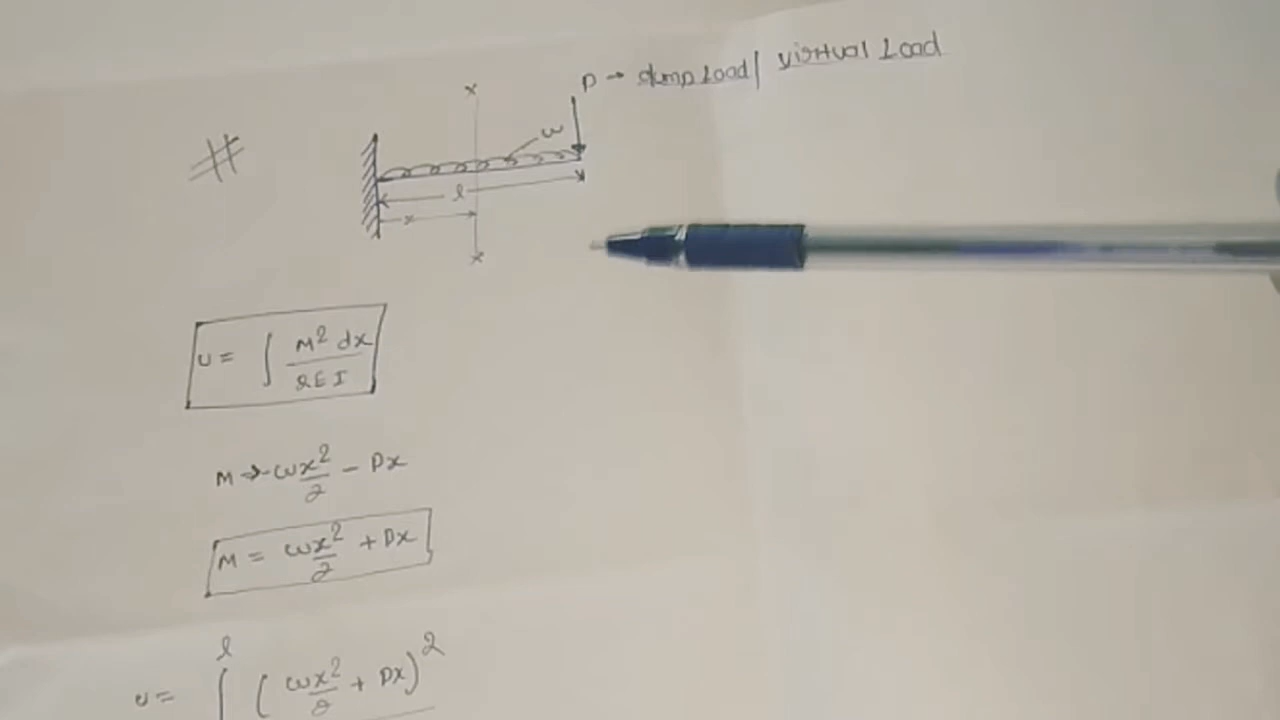 P → dump Load / virtual Load
#
x
w
l
x
x
U = ∫ M² dx / 2EI
M → -wx²/2 - Px
M = wx²/2 + Px
U = ∫ l (wx²/2 + Px)²